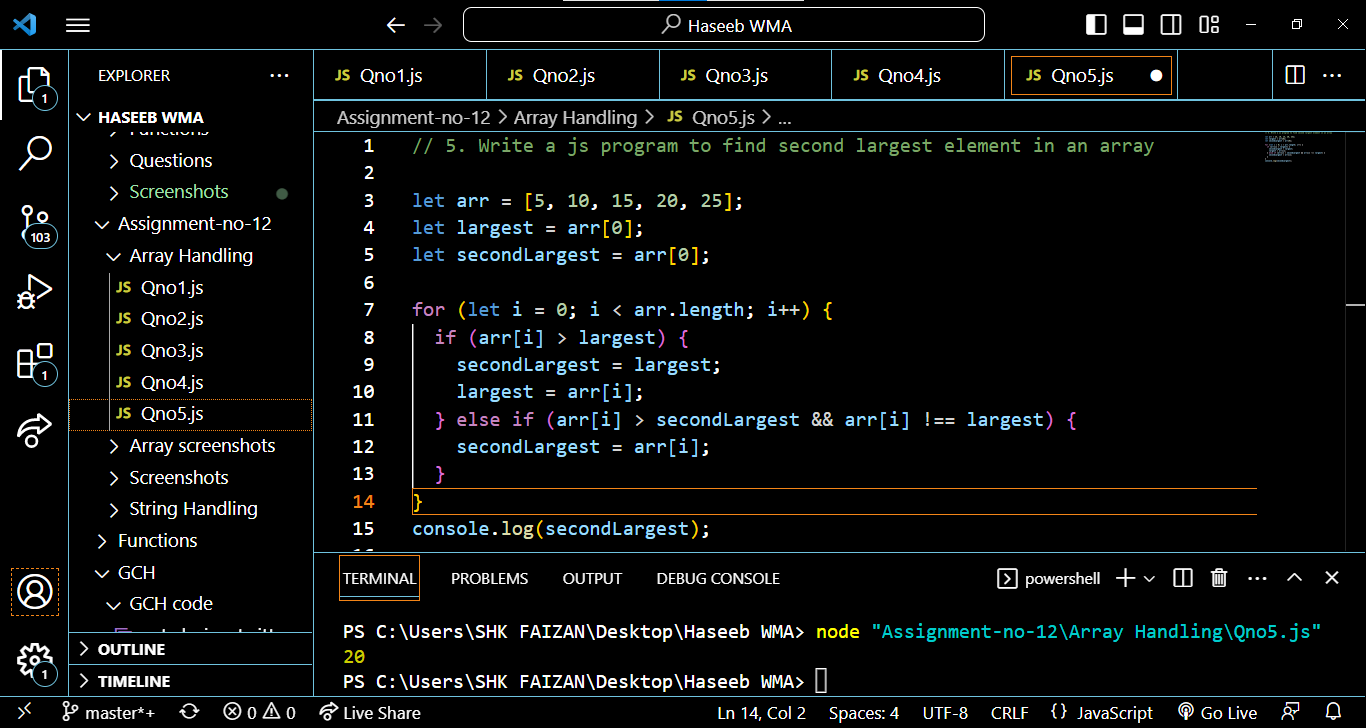 Haseeb WMA
EXPLORER ...
JS Qno1.js JS Qno2.js JS Qno3.js JS Qno4.js JS Qno5.js
Assignment-no-12 > Array Handling > JS Qno5.js > ...
HASEEB WMA
Functions
Questions
Screenshots
Assignment-no-12
Array Handling
JS Qno1.js
JS Qno2.js
JS Qno3.js
JS Qno4.js
JS Qno5.js
Array screenshots
Screenshots
String Handling
Functions
GCH
GCH code
OUTLINE
TIMELINE
1
103
1
1
1 // 5. Write a js program to find second largest element in an array
2
3 let arr = [5, 10, 15, 20, 25];
4 let largest = arr[0];
5 let secondLargest = arr[0];
6
7 for (let i = 0; i < arr.length; i++) {
8 if (arr[i] > largest) {
9 secondLargest = largest;
10 largest = arr[i];
11 } else if (arr[i] > secondLargest && arr[i] !== largest) {
12 secondLargest = arr[i];
13 }
14 }
15 console.log(secondLargest);
TERMINAL PROBLEMS OUTPUT DEBUG CONSOLE powershell
PS C:\Users\SHK FAIZAN\Desktop\Haseeb WMA> node "Assignment-no-12\Array Handling\Qno5.js"
20
PS C:\Users\SHK FAIZAN\Desktop\Haseeb WMA>
master*+ 0 0 Live Share Ln 14, Col 2 Spaces: 4 UTF-8 CRLF {} JavaScript Go Live